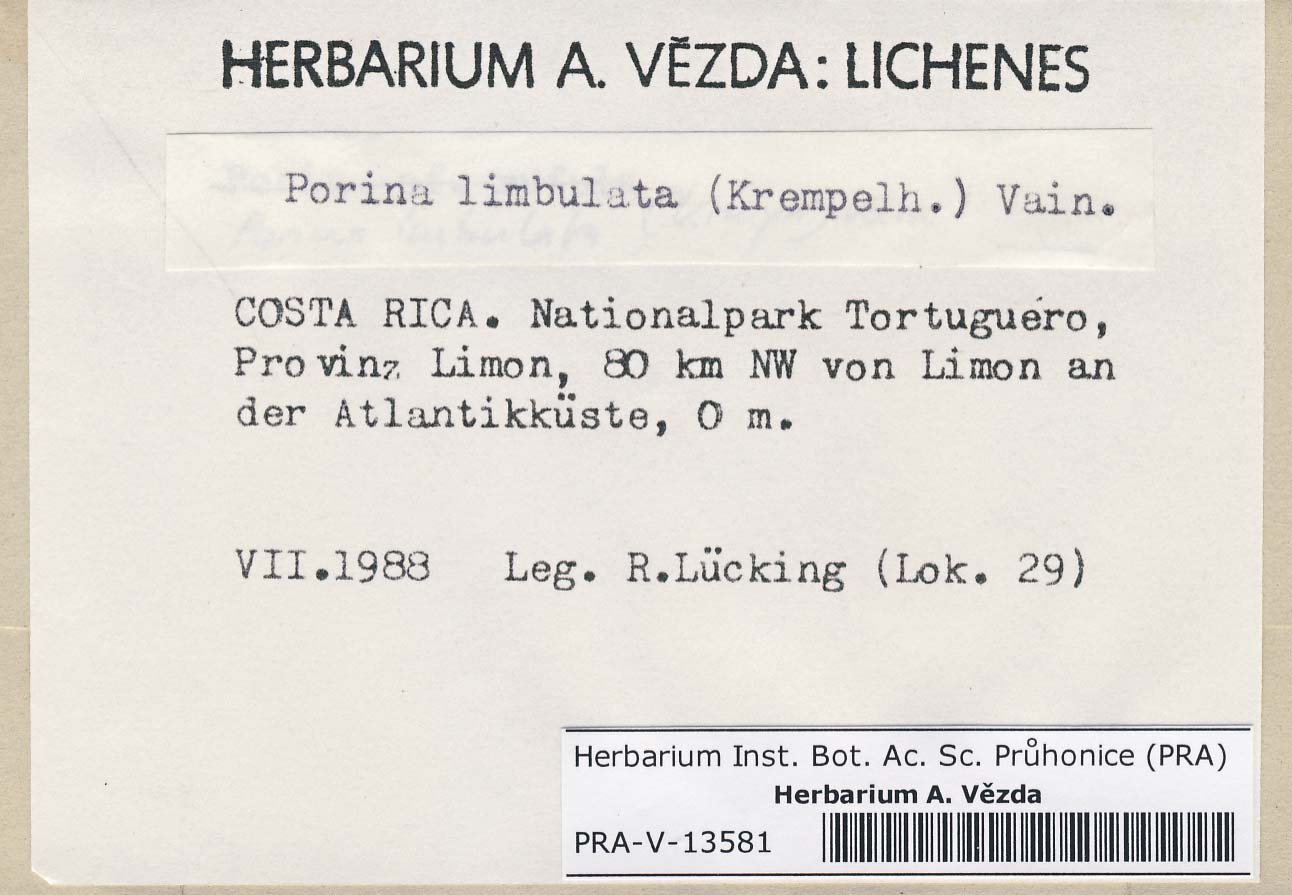 HERBARIUM A. VĚZDA: LICHENES
Porina limbulata (Krempelh.) Vain.
COSTA RICA. Nationalpark Tortuguéro,
Provinz Limon, 80 km NW von Limon an
der Atlantikküste, 0 m.
VII.1988 Leg. R.Lücking (Lok. 29)
Herbarium Inst. Bot. Ac. Sc. Průhonice (PRA)
Herbarium A. Vězda
PRA-V-13581